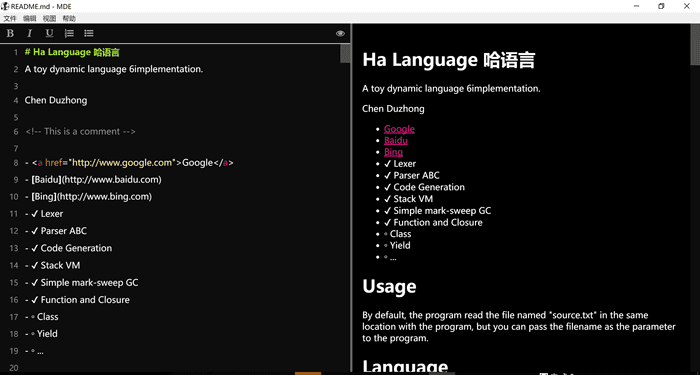 README.md - MDE
文件 编辑 视图 帮助
B I U
1 # Ha Language 哈语言
2 A toy dynamic language 6implementation.
3
4 Chen Duzhong
5
6 <!-- This is a comment -->
7
8 - <a href="http://www.google.com">Google</a>
9 - [Baidu](http://www.baidu.com)
10 - [Bing](http://www.bing.com)
11 - ✓ Lexer
12 - ✓ Parser ABC
13 - ✓ Code Generation
14 - ✓ Stack VM
15 - ✓ Simple mark-sweep GC
16 - ✓ Function and Closure
17 - ▫ Class
18 - ▫ Yield
19 - ▫ ...
20
Ha Language 哈语言
A toy dynamic language 6implementation.
Chen Duzhong
• Google
• Baidu
• Bing
• ✓ Lexer
• ✓ Parser ABC
• ✓ Code Generation
• ✓ Stack VM
• ✓ Simple mark-sweep GC
• ✓ Function and Closure
• ▫ Class
• ▫ Yield
• ▫ ...
Usage
By default, the program read the file named "source.txt" in the same
location with the program, but you can pass the filename as the parameter
to the program.
Language